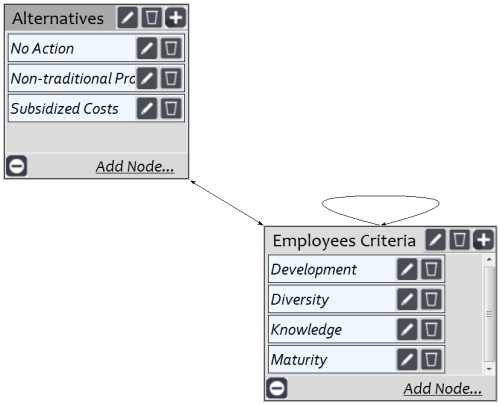 Alternatives
No Action
Non-traditional Pro
Subsidized Costs
Add Node...
Employees Criteria
Development
Diversity
Knowledge
Maturity
Add Node...